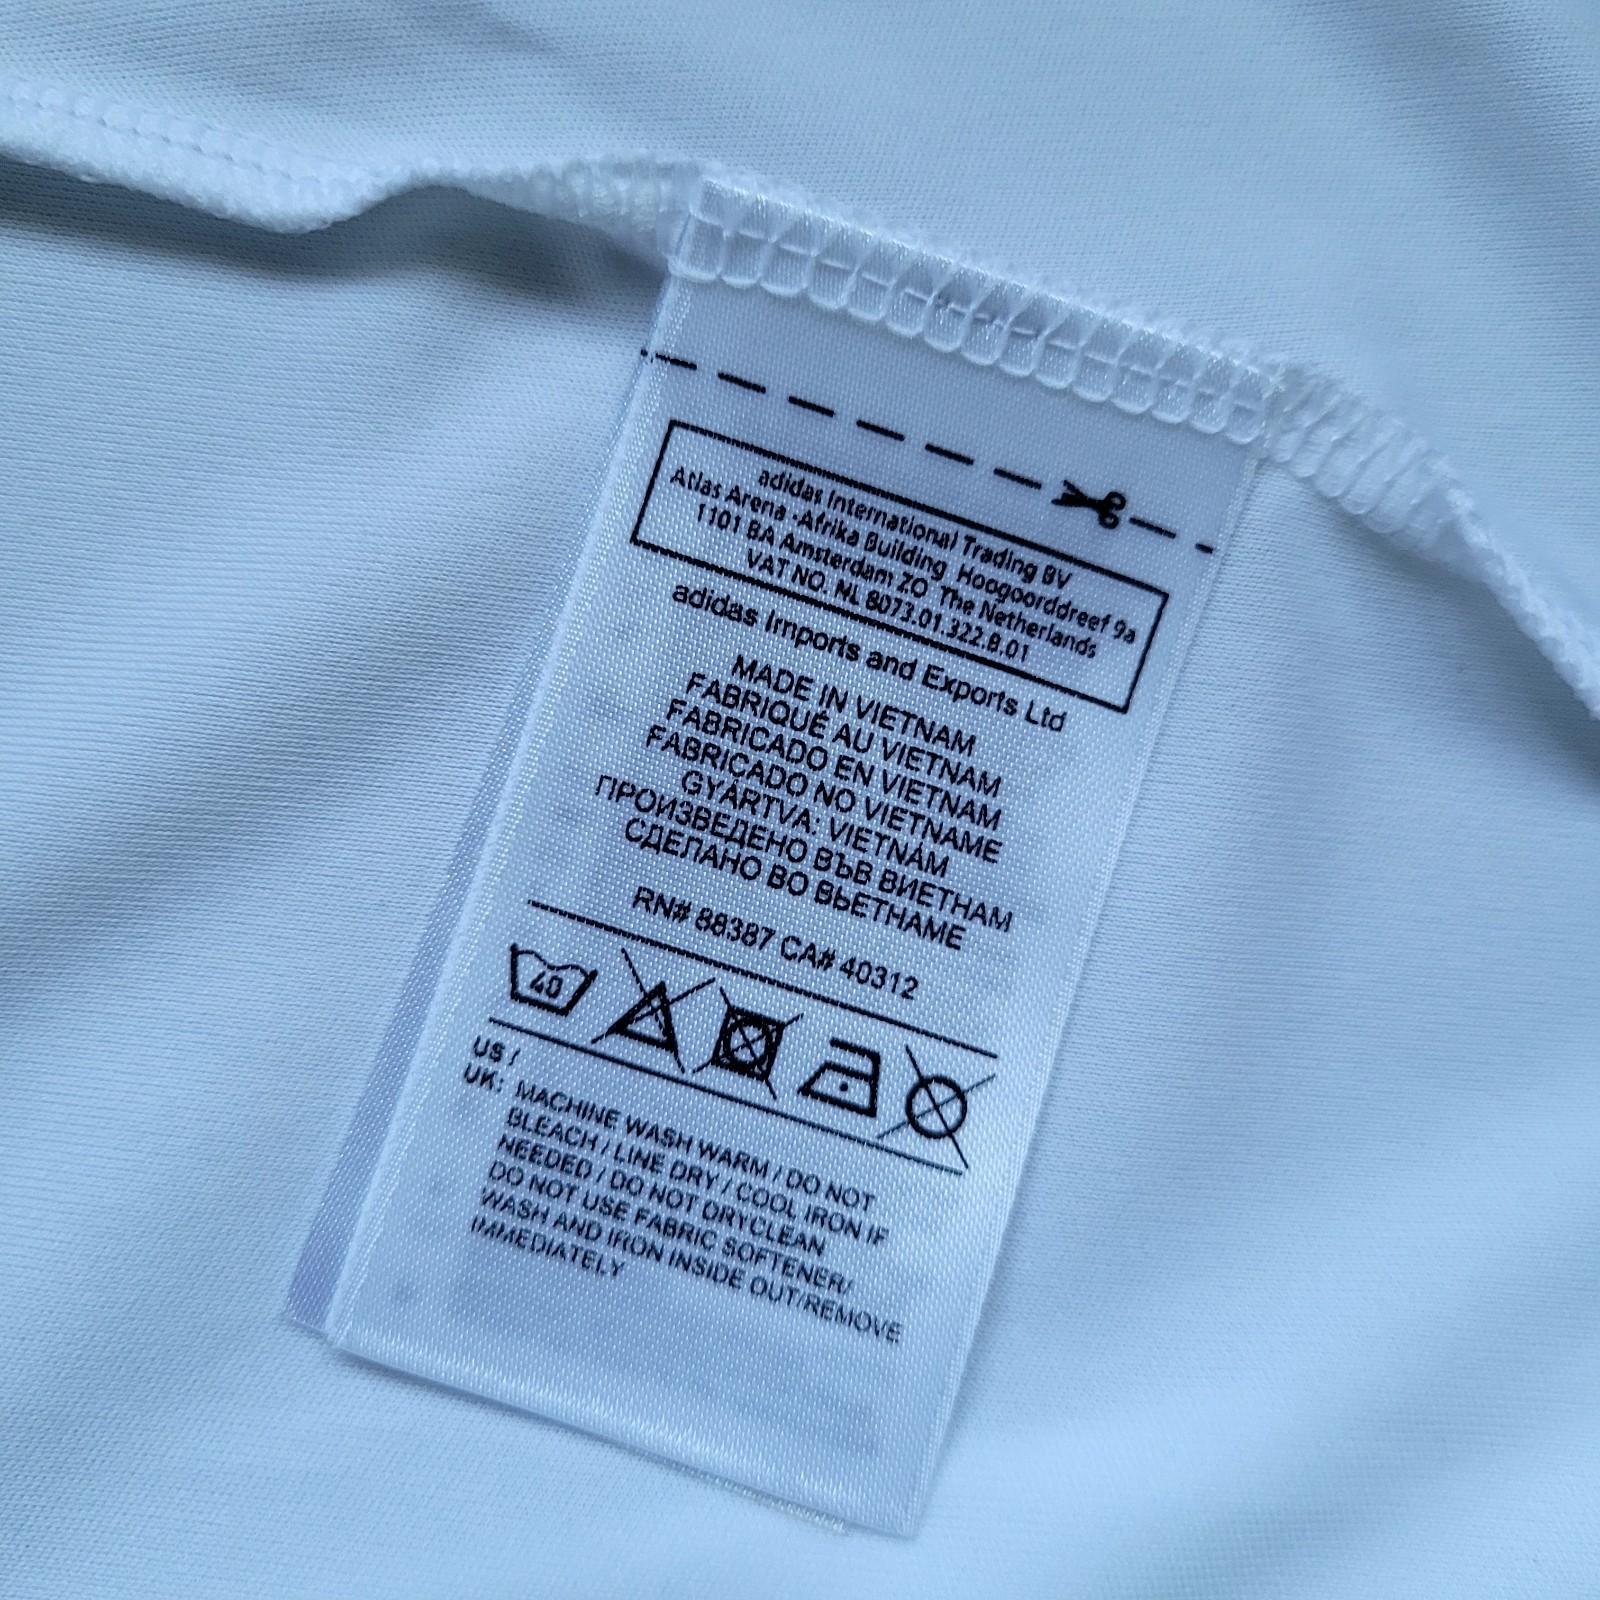 adidas International Trading BV
Atlas Arena -Afrika Building, Hoogoorddreef 9a
1101 BA Amsterdam ZO The Netherlands
VAT NO. NL 8073.01.322.B.01
adidas Imports and Exports Ltd
MADE IN VIETNAM
FABRIQUÉ AU VIETNAM
FABRICADO EN VIETNAM
FABRICADO NO VIETNAME
GYÁRTVA: VIETNÁM
ПРОИЗВЕДЕНО ВЪВ ВИЕТНАМ
СДЕЛАНО ВО ВЬЕТНАМЕ
RN# 88387 CA# 40312
40
US /
UK: MACHINE WASH WARM / DO NOT
BLEACH / LINE DRY / COOL IRON IF
NEEDED / DO NOT DRYCLEAN
DO NOT USE FABRIC SOFTENER/
WASH AND IRON INSIDE OUT/REMOVE
IMMEDIATELY